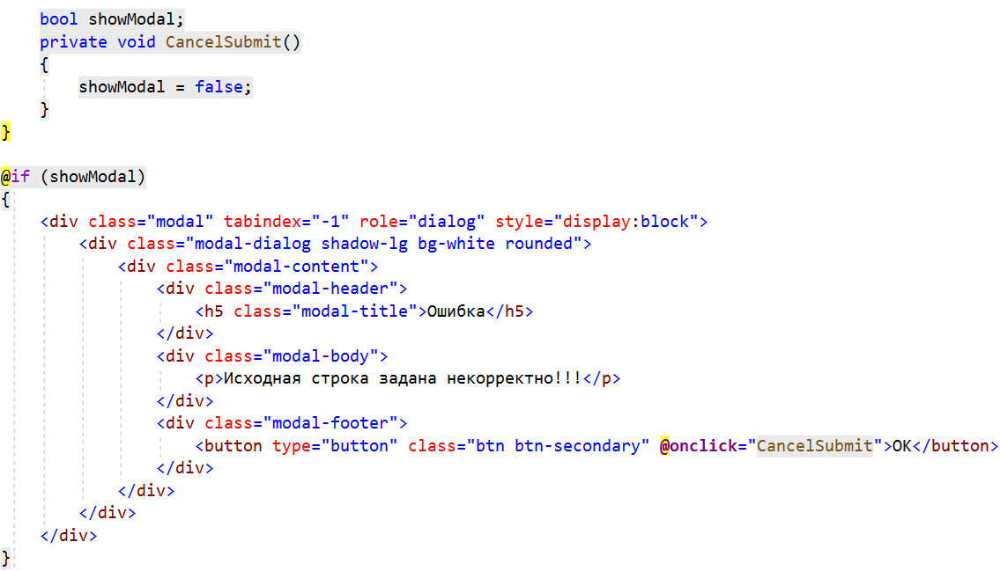 bool showModal;
private void CancelSubmit()
{
showModal = false;
}
}
@if (showModal)
{
<div class="modal" tabindex="-1" role="dialog" style="display:block">
<div class="modal-dialog shadow-lg bg-white rounded">
<div class="modal-content">
<div class="modal-header">
<h5 class="modal-title">Ошибка</h5>
</div>
<div class="modal-body">
<p>Исходная строка задана некорректно!!!</p>
</div>
<div class="modal-footer">
<button type="button" class="btn btn-secondary" @onclick="CancelSubmit">OK</button>
</div>
</div>
</div>
</div>
}